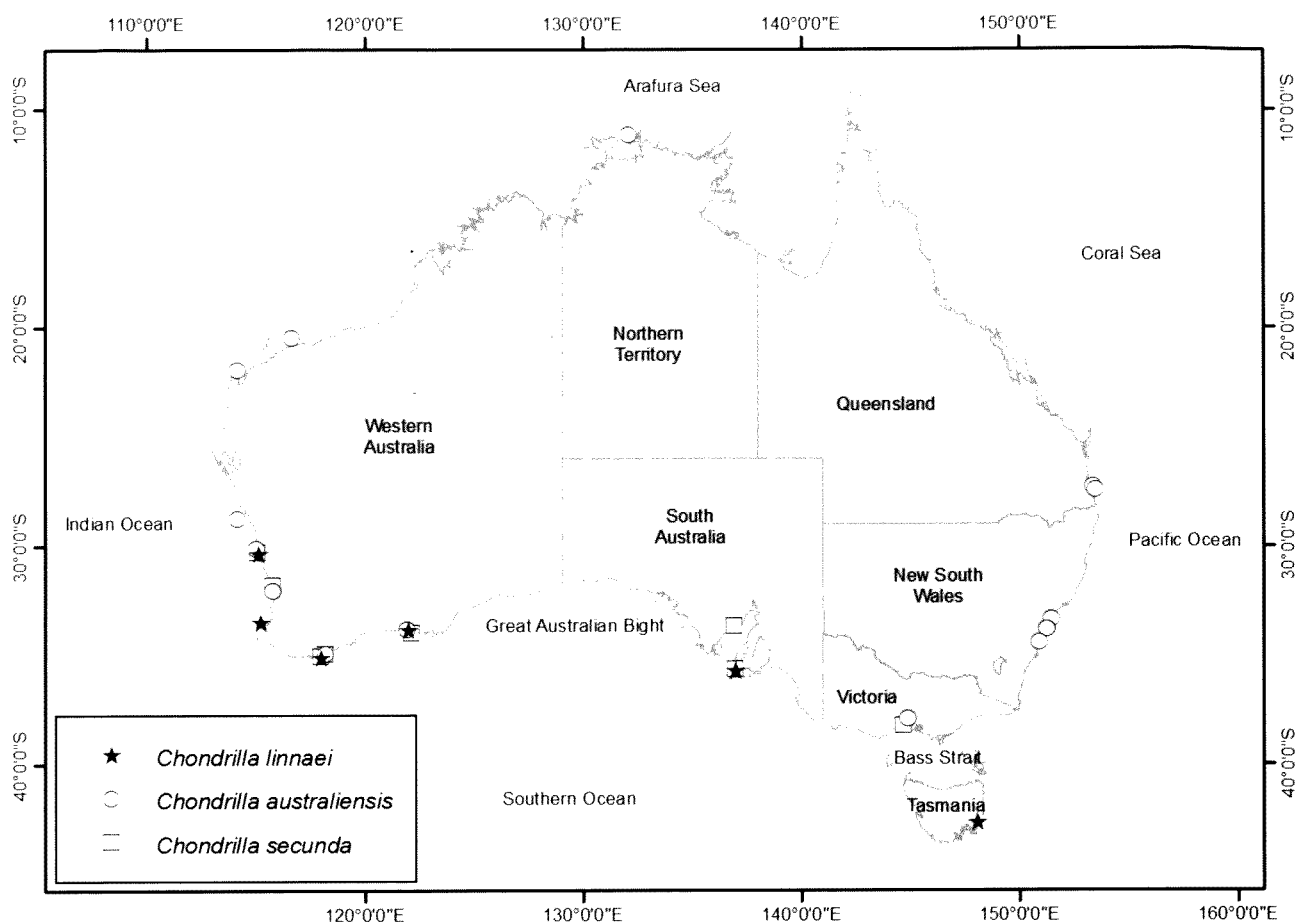 110°0'0"E 120°0'0"E 130°0'0"E 140°0'0"E 150°0'0"E
Arafura Sea
10°0'0"S
10°0'0"S
Coral Sea
20°0'0"S
20°0'0"S
Northern
Territory
Queensland
Western
Australia
Indian Ocean
South
Australia
Pacific Ocean
30°0'0"S
30°0'0"S
New South
Wales
Great Australian Bight
Victoria
Bass Strait
40°0'0"S
40°0'0"S
Southern Ocean
Tasmania
Chondrilla linnaei
Chondrilla australiensis
Chondrilla secunda
120°0'0"E 130°0'0"E 140°0'0"E 150°0'0"E 160°0'0"E